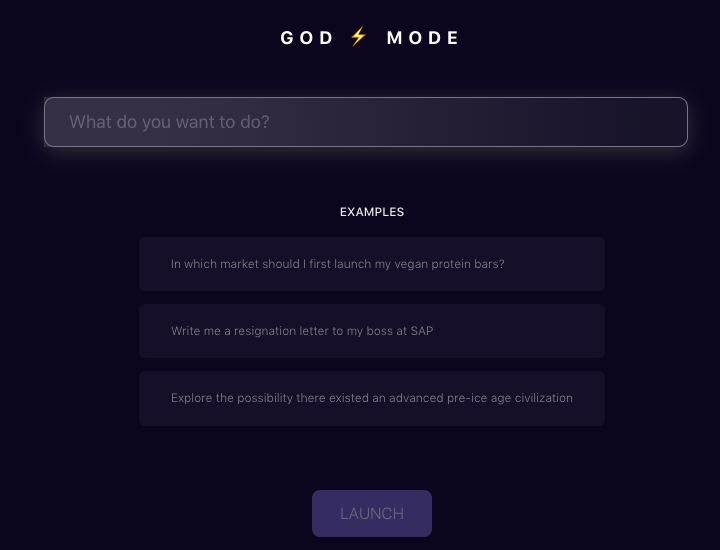 GOD ⚡ MODE
What do you want to do?
EXAMPLES
In which market should I first launch my vegan protein bars?
Write me a resignation letter to my boss at SAP
Explore the possibility there existed an advanced pre-ice age civilization
LAUNCH